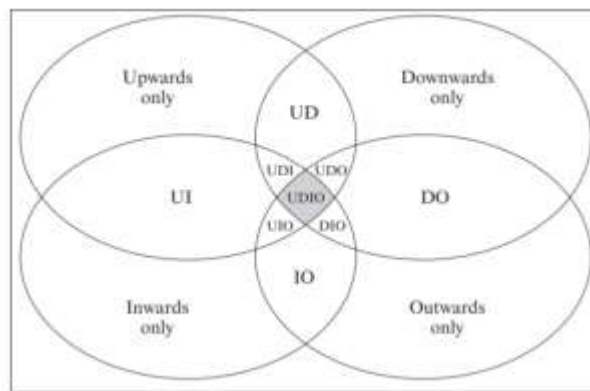 Upwards
only
Downwards
only
UD
UDI
UDO
UI
UDIO
DO
UIO
DIO
IO
Inwards
only
Outwards
only